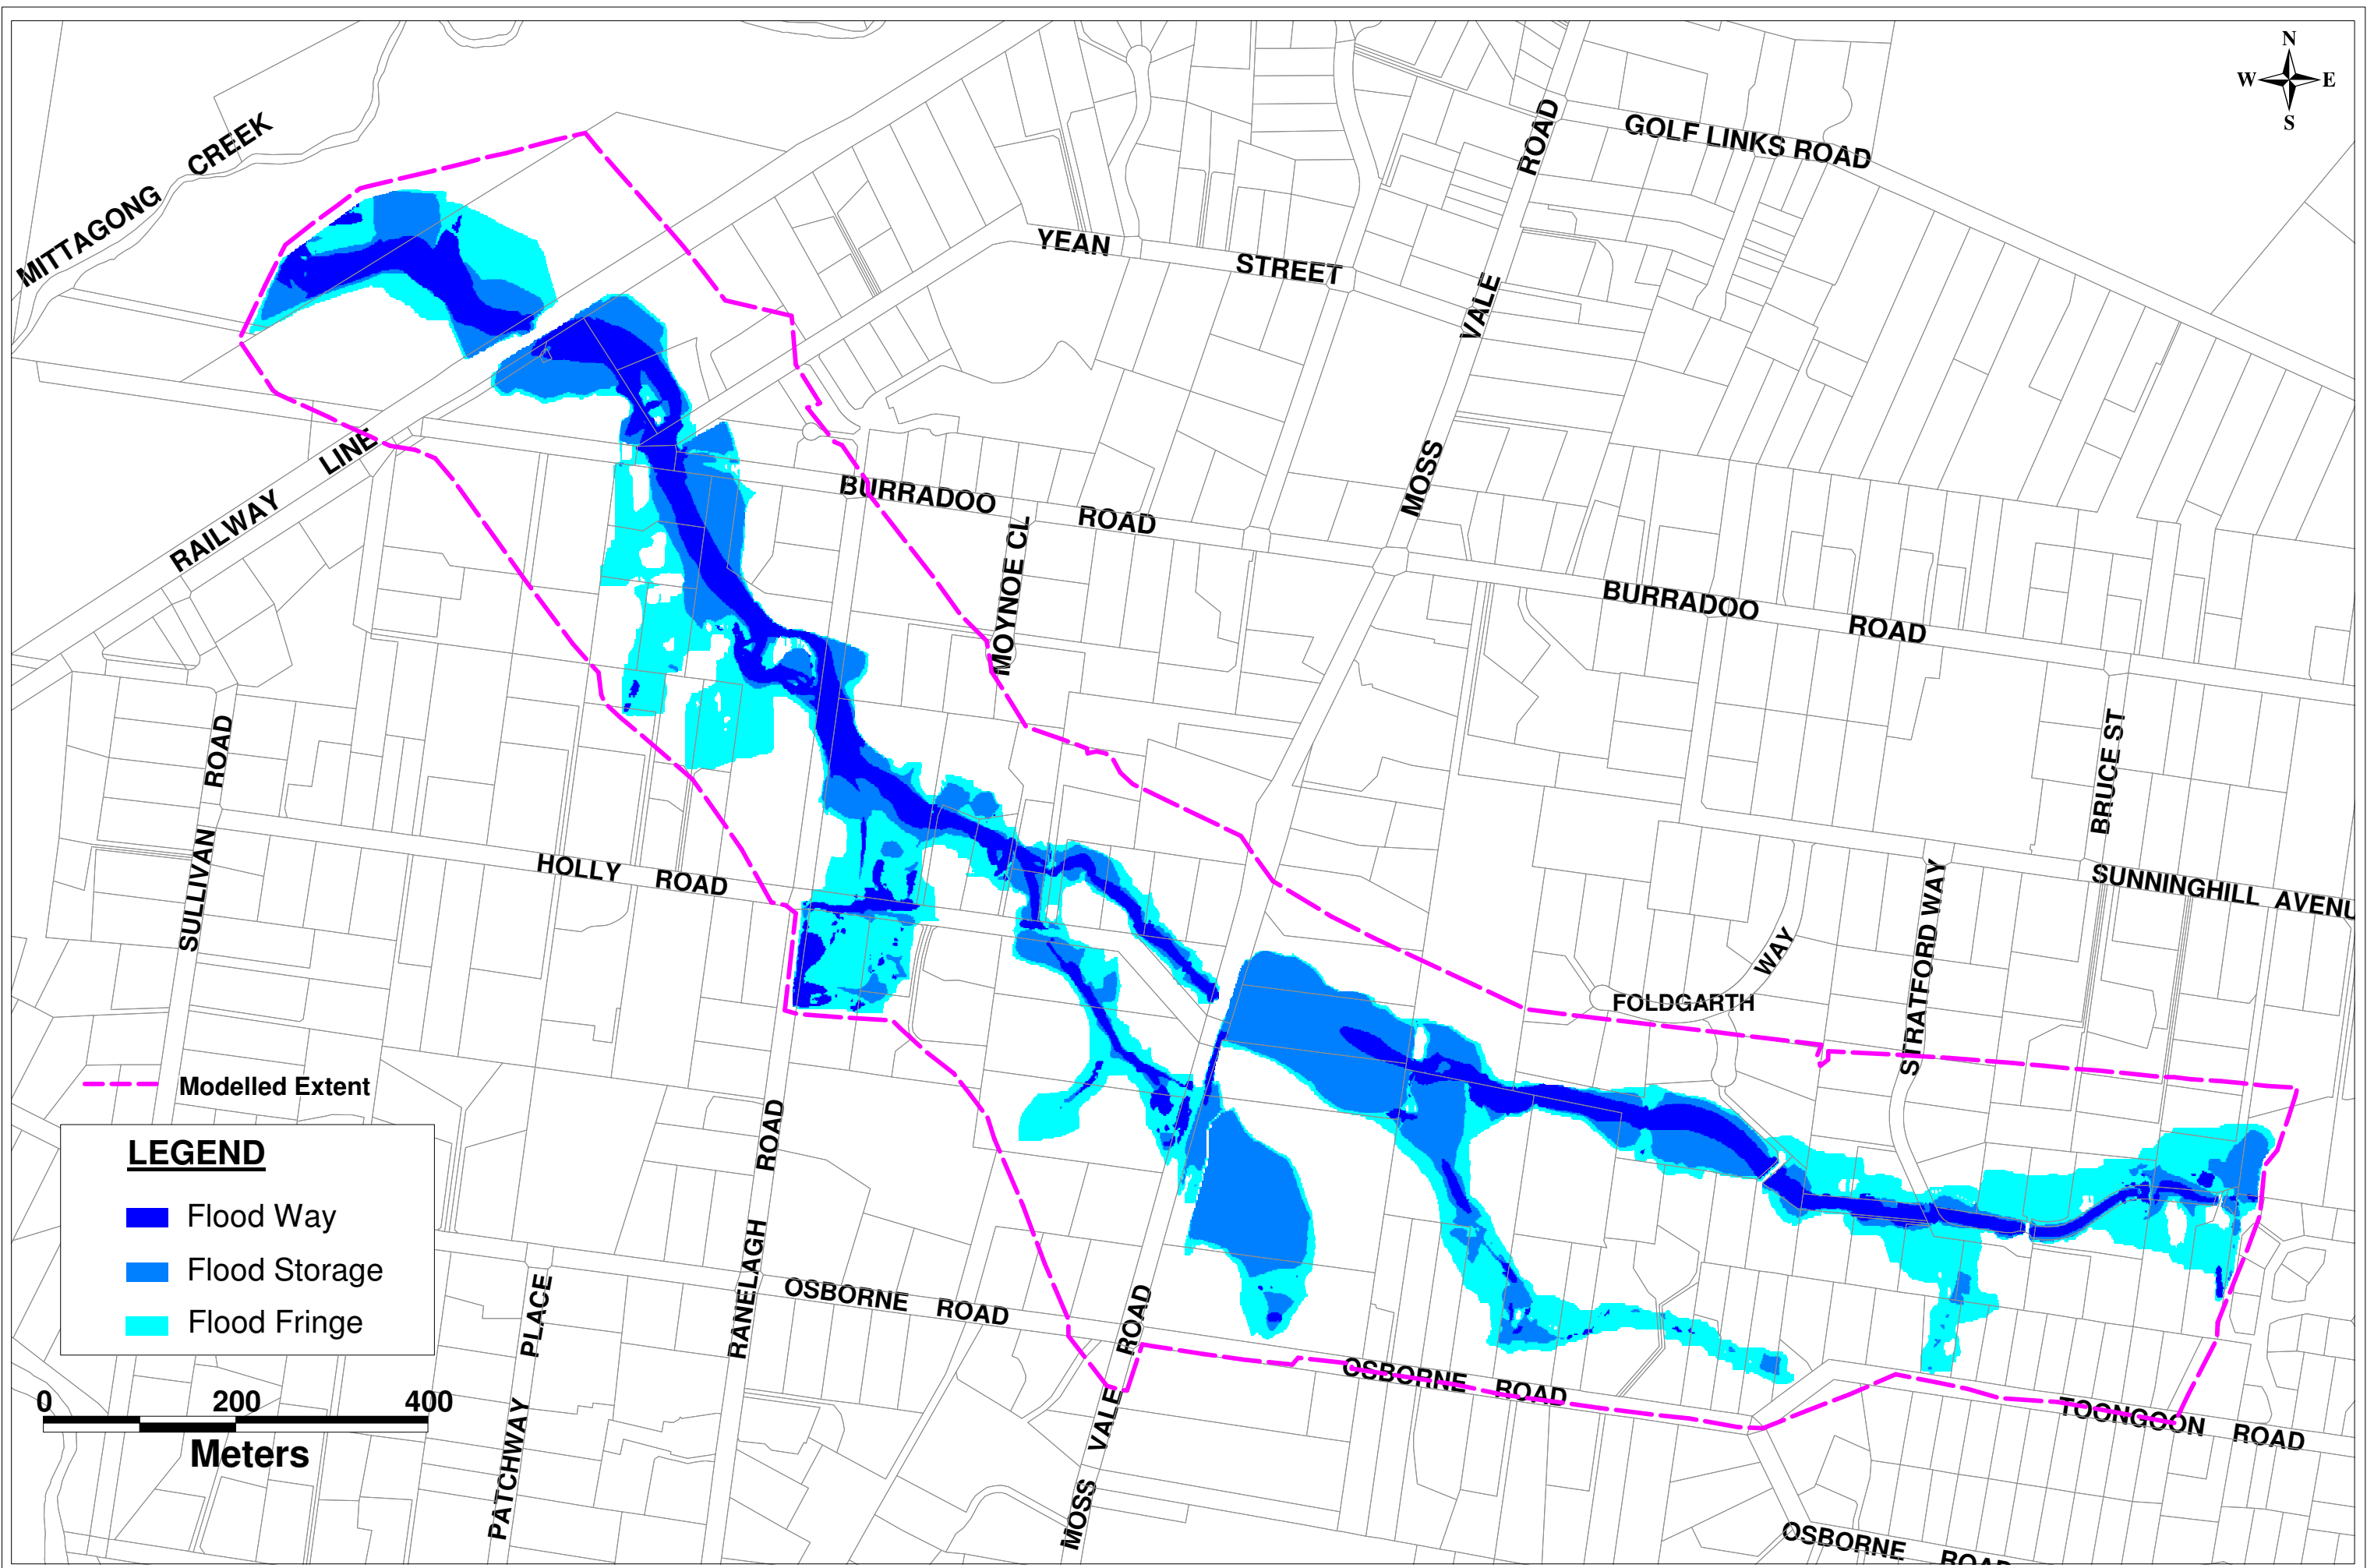 N
W E
S
MITTAGONG CREEK
GOLF LINKS ROAD
YEAN STREET
MOSS VALE ROAD
RAILWAY LINE
BURRADOO ROAD
MOYNOE CL
BURRADOO ROAD
SULLIVAN ROAD
HOLLY ROAD
BRUCE ST
SUNNINGHILL AVENU
STRATFORD WAY
FOLDGARTH WAY
RANELAGH ROAD
OSBORNE ROAD
PATCHWAY PLACE
MOSS VALE ROAD
OSBORNE ROAD
TOONGOON ROAD
OSBORNE ROAD
Modelled Extent
LEGEND
Flood Way
Flood Storage
Flood Fringe
0 200 400
Meters